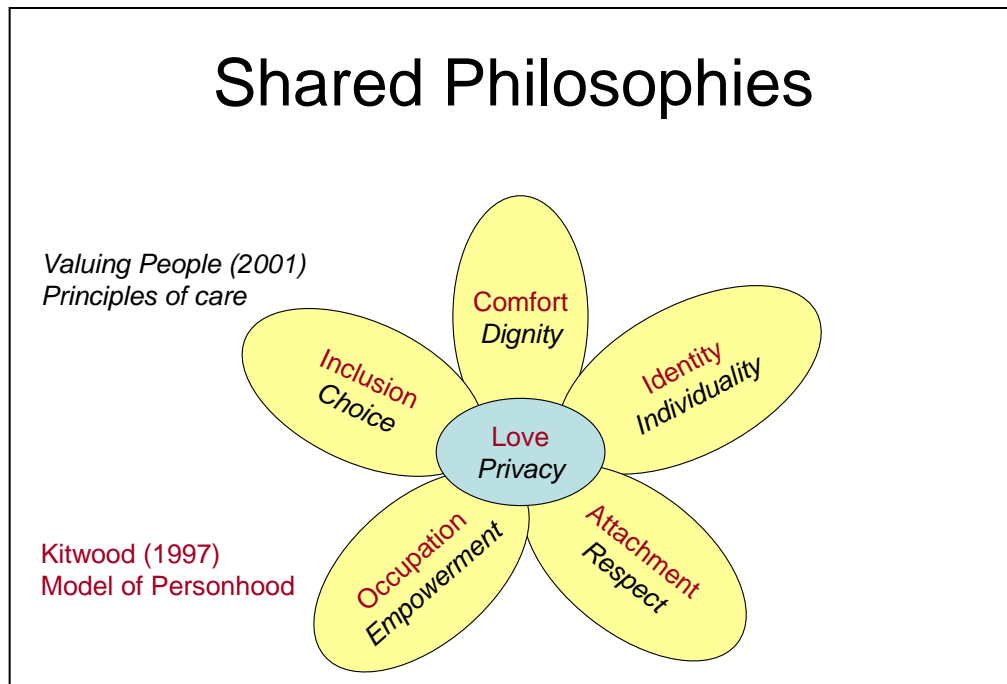 Shared Philosophies
Valuing People (2001)
Principles of care
Comfort
Dignity
Inclusion
Choice
Identity
Individuality
Love
Privacy
Occupation
Empowerment
Attachment
Respect
Kitwood (1997)
Model of Personhood